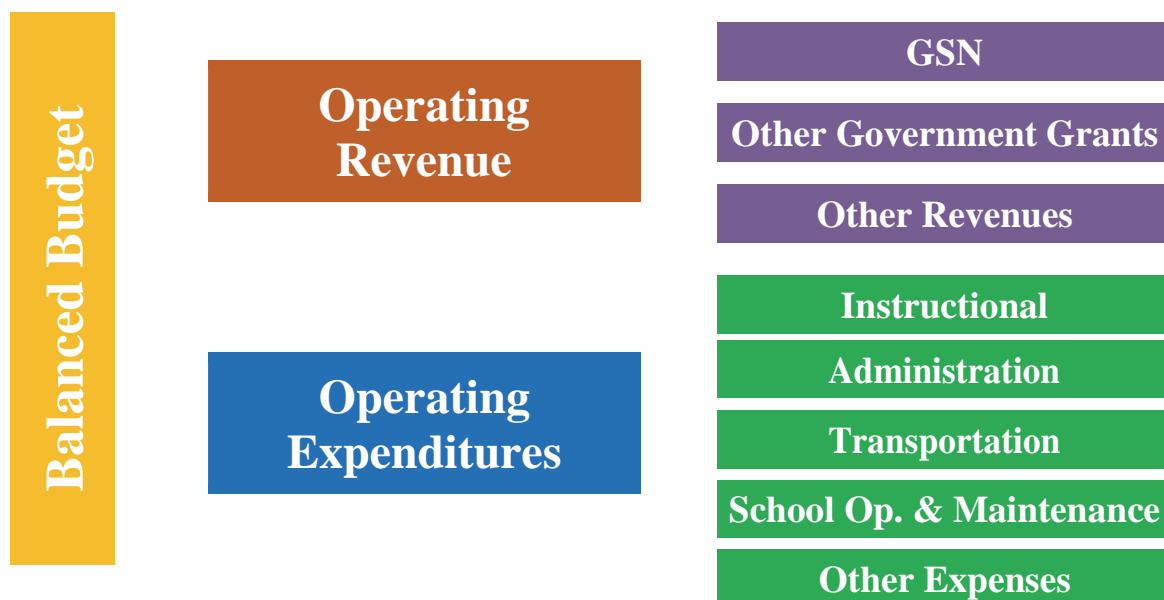 Balanced Budget
Operating
Revenue
GSN
Other Government Grants
Other Revenues
Operating
Expenditures
Instructional
Administration
Transportation
School Op. & Maintenance
Other Expenses